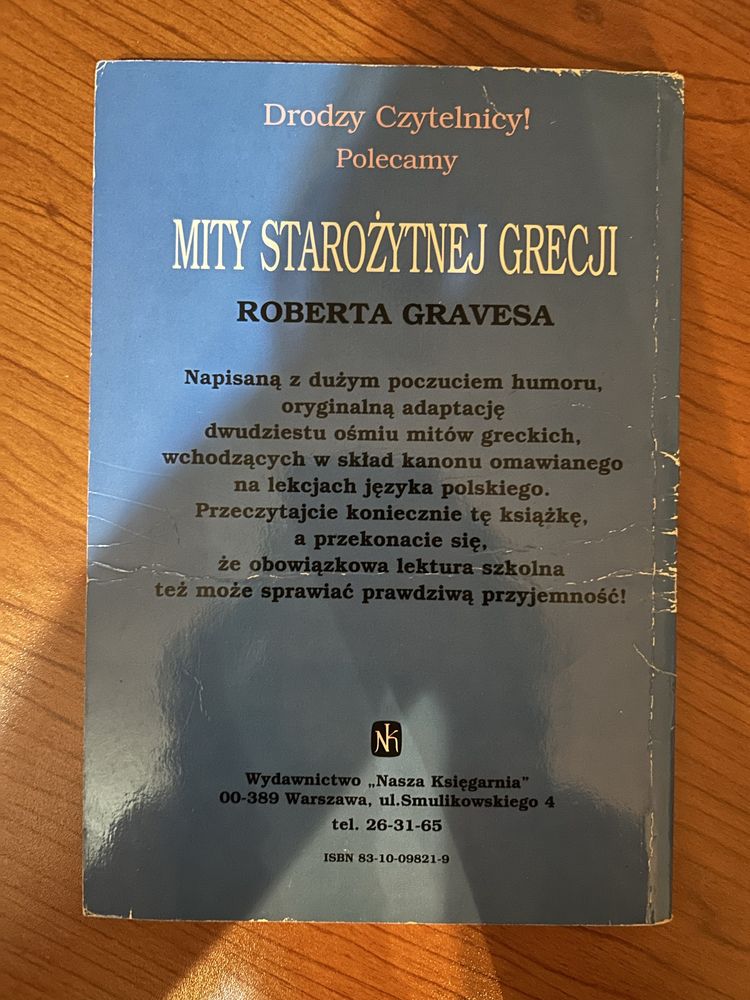 Drodzy Czytelnicy!
Polecamy
MITY STAROŻYTNEJ GRECJI
ROBERTA GRAVESA
Napisaną z dużym poczuciem humoru,
oryginalną adaptację
dwudziestu ośmiu mitów greckich,
wchodzących w skład kanonu omawianego
na lekcjach języka polskiego.
Przeczytajcie koniecznie tę książkę,
a przekonacie się,
że obowiązkowa lektura szkolna
też może sprawiać prawdziwą przyjemność!
NK
Wydawnictwo „Nasza Księgarnia"
00-389 Warszawa, ul.Smulikowskiego 4
tel. 26-31-65
ISBN 83-10-09821-9